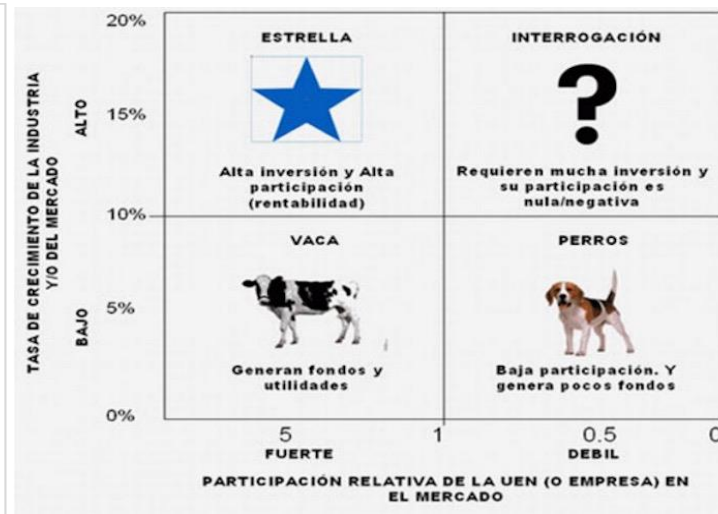 20%
ESTRELLA
INTERROGACIÓN
TASA DE CRECIMIENTO DE LA INDUSTRIA
Y/O DEL MERCADO
ALTO
15%
?
Alta inversión y Alta
participación
(rentabilidad)
Requieren mucha inversión y
su participación es
nula/negativa
10%
VACA
PERROS
BAJO
5%
Generan fondos y
utilidades
Baja participación. Y
genera pocos fondos
0%
5
1
0.5
0
FUERTE
DEBIL
PARTICIPACIÓN RELATIVA DE LA UEN (O EMPRESA) EN
EL MERCADO